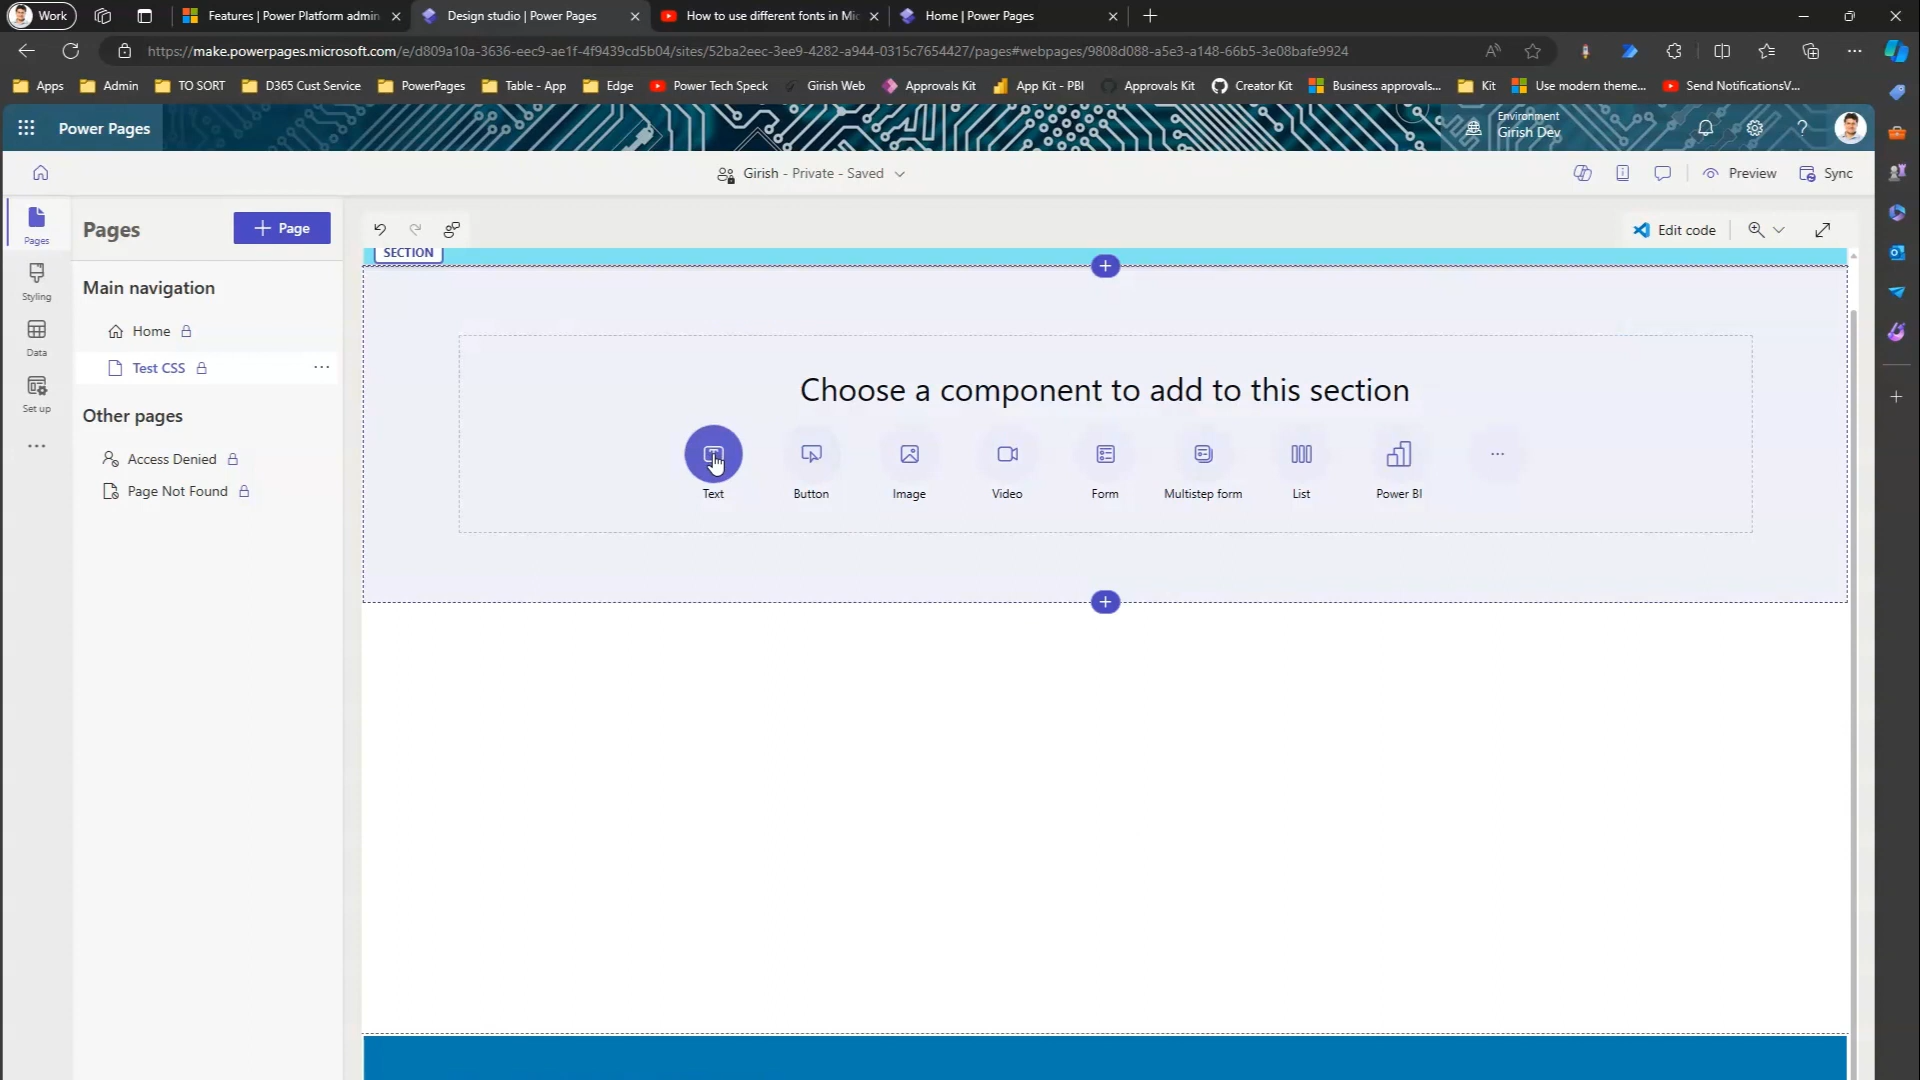 Work
Features | Power Platform admin
Design studio | Power Pages
How to use different fonts in Mic
Home | Power Pages
https://make.powerpages.microsoft.com/e/d809a10a-3636-eec9-ae1f-4f9439cd5b04/sites/52ba2eec-3ee9-4282-a944-0315c7654427/pages#webpages/9808d088-a5e3-a148-66b5-3e08bafe9924
Apps
Admin
TO SORT
D365 Cust Service
PowerPages
Table - App
Edge
Power Tech Speck
Girish Web
Approvals Kit
App Kit - PBI
Approvals Kit
Creator Kit
Business approvals...
Kit
Use modern theme...
Send NotificationsV...
Power Pages
Environment
Girish Dev
Girish - Private - Saved
Preview
Sync
Pages
Styling
Data
Set up
Pages
+ Page
Main navigation
Home
Test CSS
Other pages
Access Denied
Page Not Found
Edit code
SECTION
Choose a component to add to this section
Text
Button
Image
Video
Form
Multistep form
List
Power BI